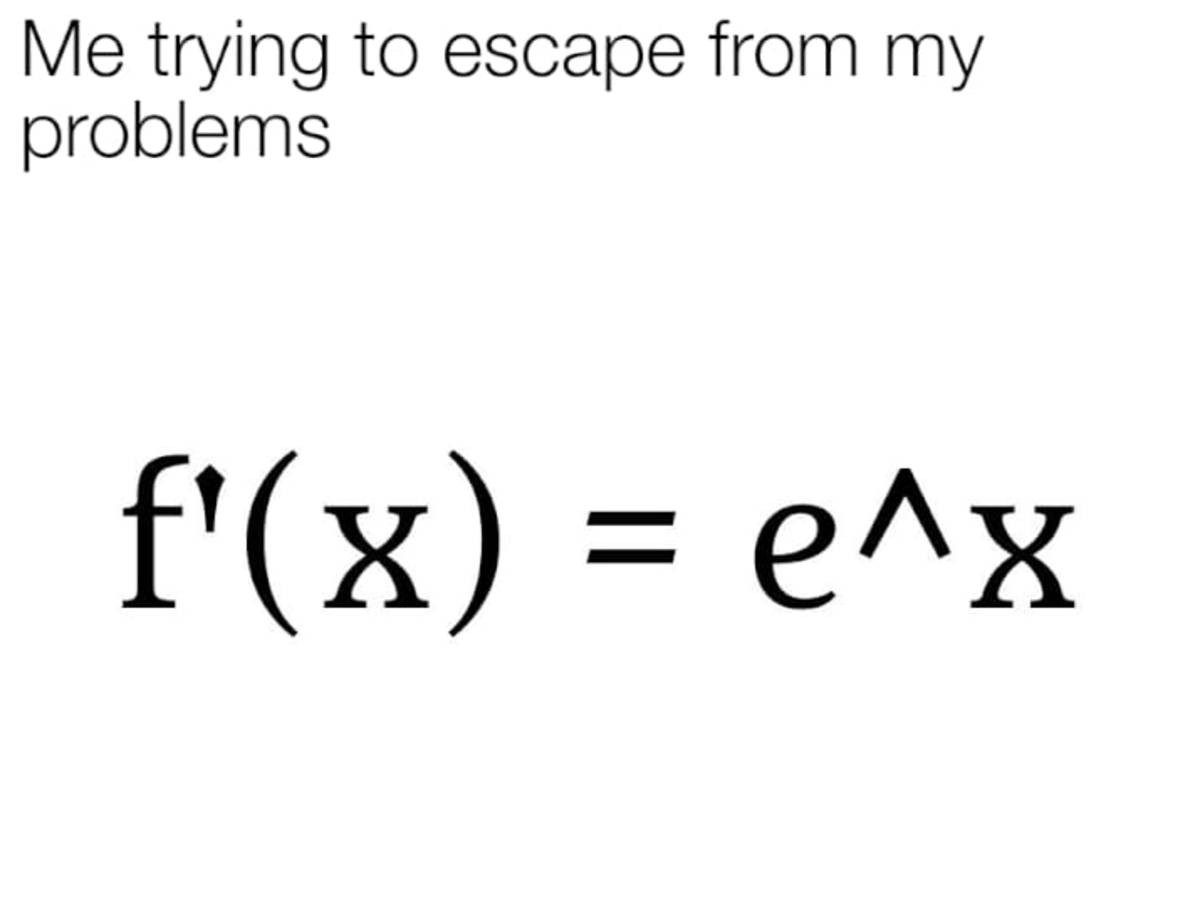 Me trying to escape from my
problems
f'(x) = e^x